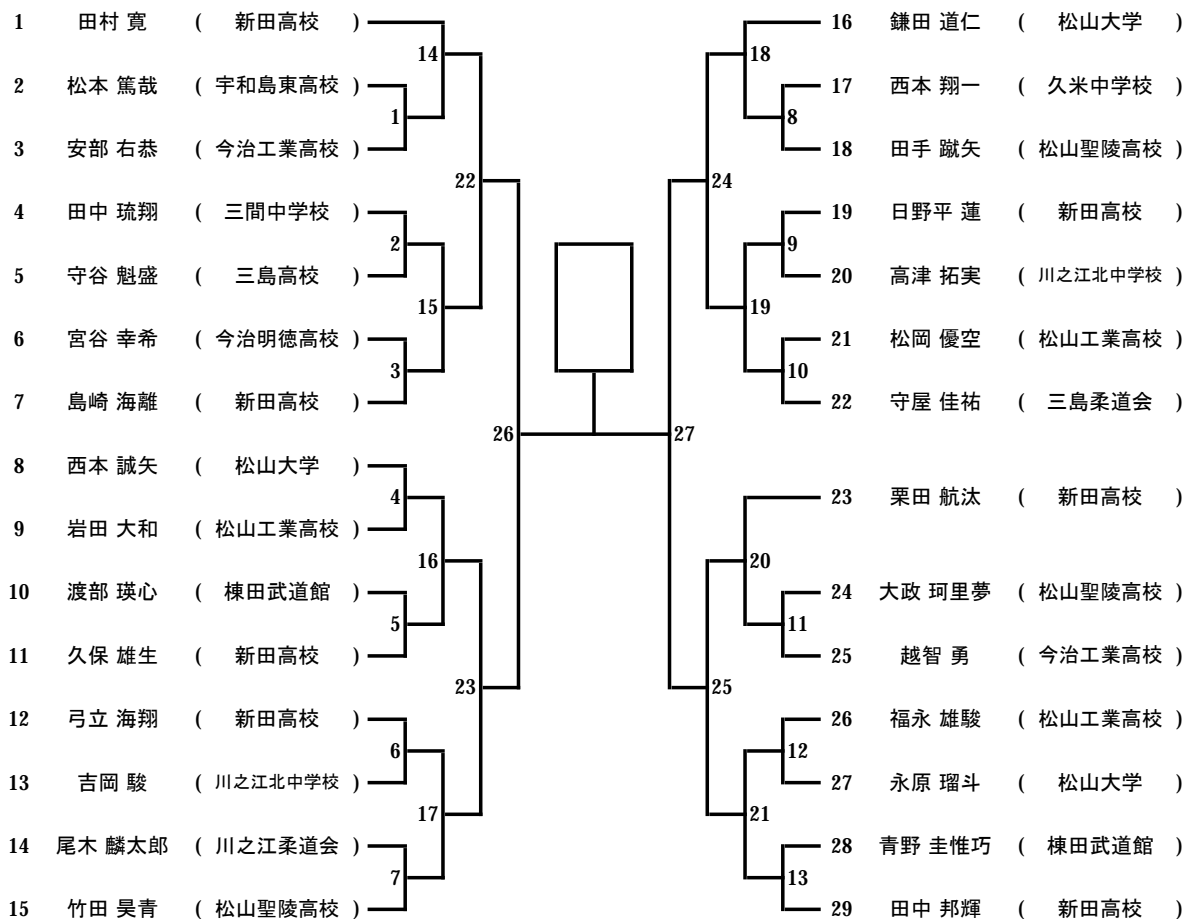 1 田村 寛 ( 新田高校 )
2 松本 篤哉 ( 宇和島東高校 )
3 安部 右恭 ( 今治工業高校 )
4 田中 琉翔 ( 三間中学校 )
5 守谷 魁盛 ( 三島高校 )
6 宮谷 幸希 ( 今治明徳高校 )
7 島崎 海離 ( 新田高校 )
8 西本 誠矢 ( 松山大学 )
9 岩田 大和 ( 松山工業高校 )
10 渡部 瑛心 ( 棟田武道館 )
11 久保 雄生 ( 新田高校 )
12 弓立 海翔 ( 新田高校 )
13 吉岡 駿 ( 川之江北中学校 )
14 尾木 麟太郎 ( 川之江柔道会 )
15 竹田 昊青 ( 松山聖陵高校 )
14
1
22
2
15
3
26
4
16
5
23
6
17
7
16 鎌田 道仁 ( 松山大学 )
17 西本 翔一 ( 久米中学校 )
18 田手 蹴矢 ( 松山聖陵高校 )
19 日野平 蓮 ( 新田高校 )
20 高津 拓実 ( 川之江北中学校 )
21 松岡 優空 ( 松山工業高校 )
22 守屋 佳祐 ( 三島柔道会 )
23 栗田 航汰 ( 新田高校 )
24 大政 珂里夢 ( 松山聖陵高校 )
25 越智 勇 ( 今治工業高校 )
26 福永 雄駿 ( 松山工業高校 )
27 永原 瑠斗 ( 松山大学 )
28 青野 圭惟巧 ( 棟田武道館 )
29 田中 邦輝 ( 新田高校 )
18
8
24
9
19
10
27
20
11
25
12
21
13